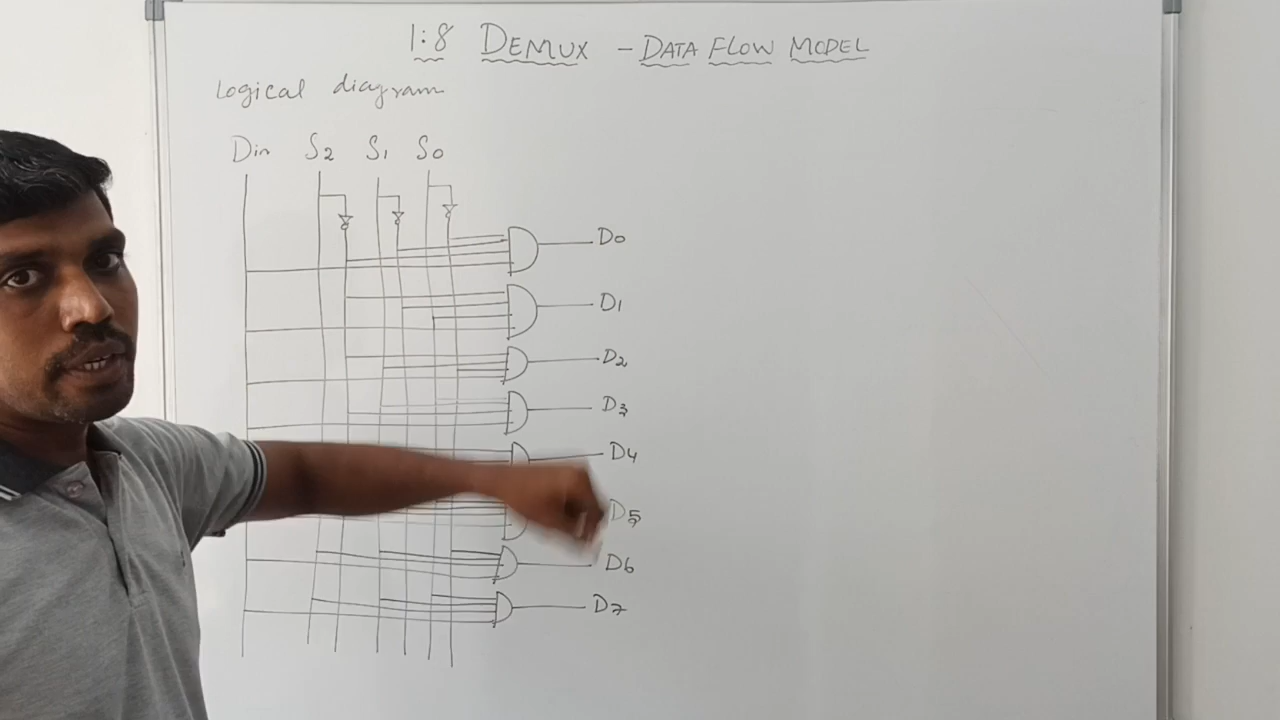 1:8 DEMUX - DATA FLOW MODEL
Logical diagram
Din S2 S1 S0
D0
D1
D2
D3
D4
D5
D6
D7